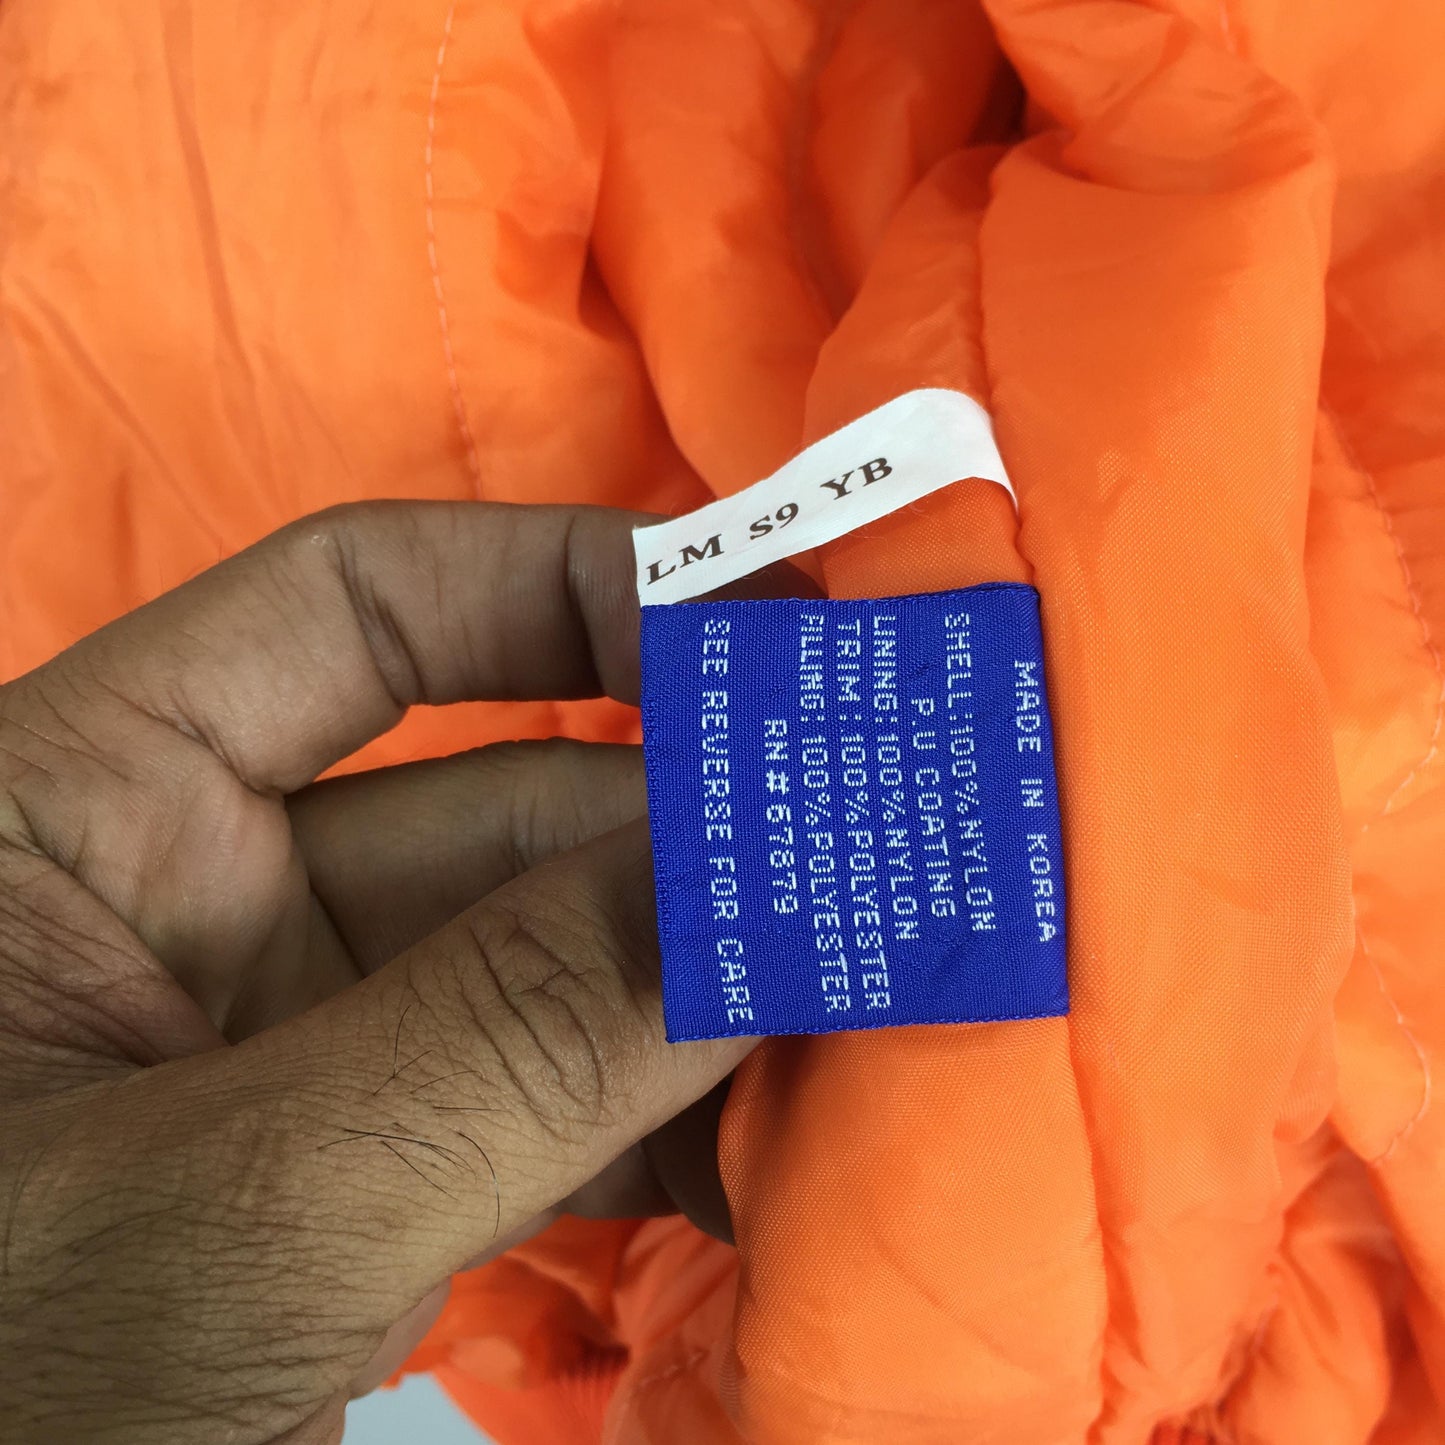 LM S9 YB
MADE IN KOREA
SHELL:100%NYLON
P.U COATING
LINING:100%NYLON
TRIM:100%POLYESTER
FILLING:100%POLYESTER
RN#67879
SEE REVERSE FOR CARE